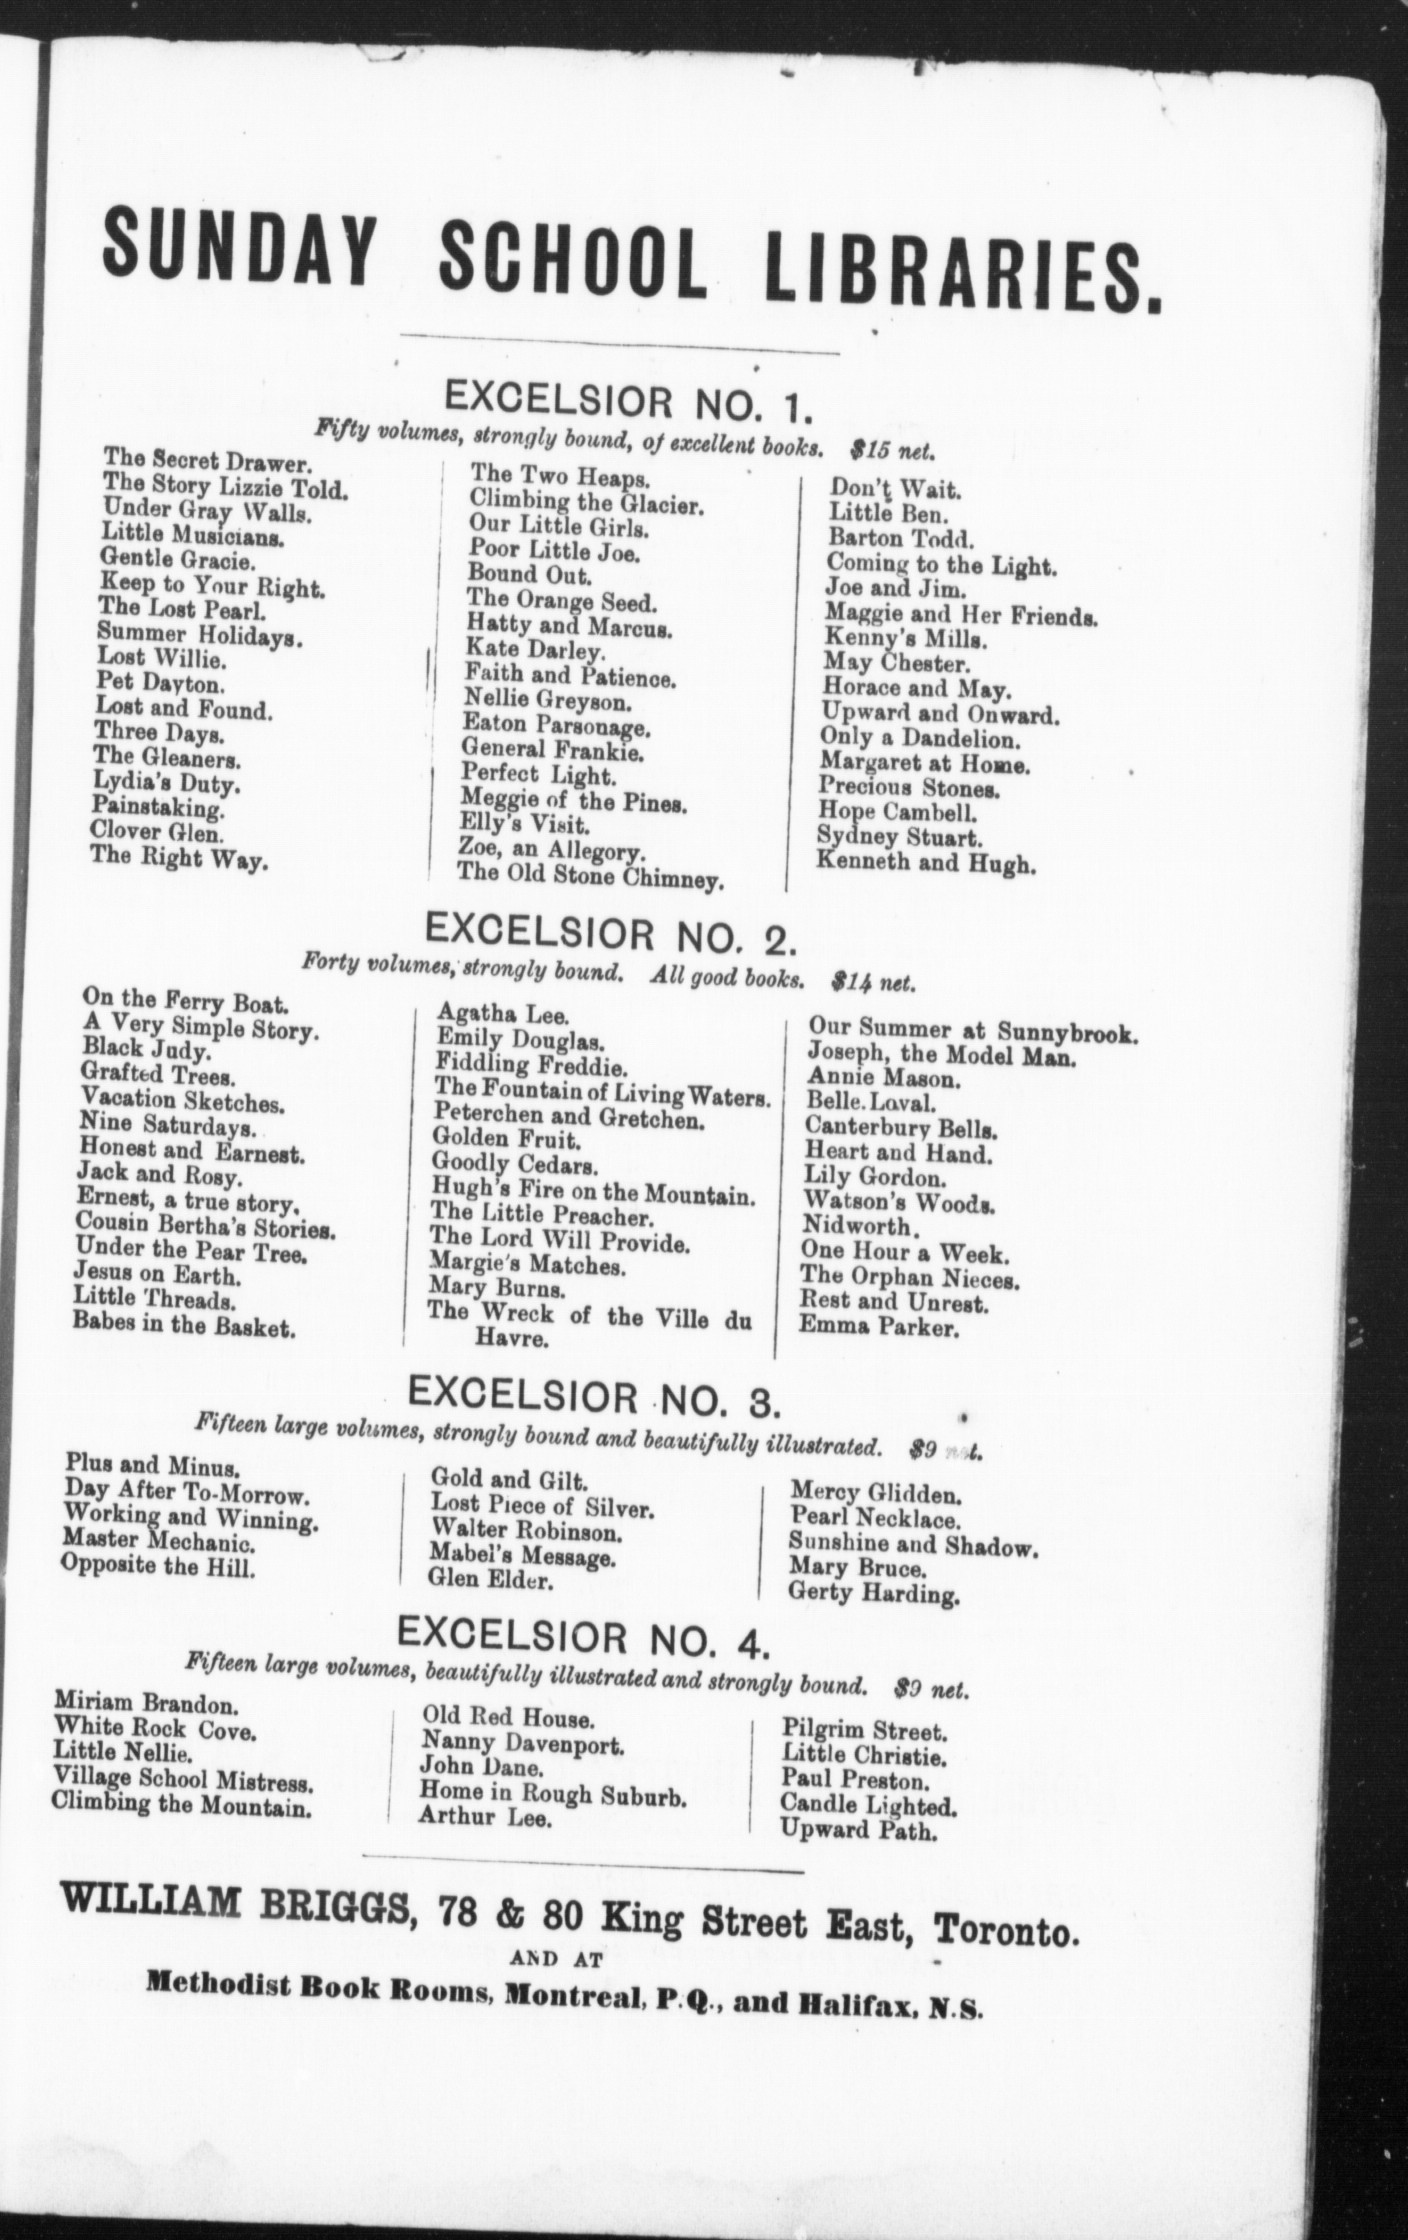 SUNDAY SCHOOL LIBRARIES.
EXCELSIOR NO. 1.
Fifty volumes, strongly bound, of excellent books. $15 net.
The Secret Drawer.
The Story Lizzie Told.
Under Gray Walls.
Little Musicians.
Gentle Gracie.
Keep to Your Right.
The Lost Pearl.
Summer Holidays.
Lost Willie.
Pet Dayton.
Lost and Found.
Three Days.
The Gleaners.
Lydia's Duty.
Painstaking.
Clover Glen.
The Right Way.
The Two Heaps.
Climbing the Glacier.
Our Little Girls.
Poor Little Joe.
Bound Out.
The Orange Seed.
Hatty and Marcus.
Kate Darley.
Faith and Patience.
Nellie Greyson.
Eaton Parsonage.
General Frankie.
Perfect Light.
Meggie of the Pines.
Elly's Visit.
Zoe, an Allegory.
The Old Stone Chimney.
Don't Wait.
Little Ben.
Barton Todd.
Coming to the Light.
Joe and Jim.
Maggie and Her Friends.
Kenny's Mills.
May Chester.
Horace and May.
Upward and Onward.
Only a Dandelion.
Margaret at Home.
Precious Stones.
Hope Cambell.
Sydney Stuart.
Kenneth and Hugh.
EXCELSIOR NO. 2.
Forty volumes, strongly bound. All good books. $14 net.
On the Ferry Boat.
A Very Simple Story.
Black Judy.
Grafted Trees.
Vacation Sketches.
Nine Saturdays.
Honest and Earnest.
Jack and Rosy.
Ernest, a true story.
Cousin Bertha's Stories.
Under the Pear Tree.
Jesus on Earth.
Little Threads.
Babes in the Basket.
Agatha Lee.
Emily Douglas.
Fiddling Freddie.
The Fountain of Living Waters.
Peterchen and Gretchen.
Golden Fruit.
Goodly Cedars.
Hugh's Fire on the Mountain.
The Little Preacher.
The Lord Will Provide.
Margie's Matches.
Mary Burns.
The Wreck of the Ville du
Havre.
Our Summer at Sunnybrook.
Joseph, the Model Man.
Annie Mason.
Belle Laval.
Canterbury Bells.
Heart and Hand.
Lily Gordon.
Watson's Woods.
Nidworth.
One Hour a Week.
The Orphan Nieces.
Rest and Unrest.
Emma Parker.
EXCELSIOR NO. 3.
Fifteen large volumes, strongly bound and beautifully illustrated. $9 net.
Plus and Minus.
Day After To-Morrow.
Working and Winning.
Master Mechanic.
Opposite the Hill.
Gold and Gilt.
Lost Piece of Silver.
Walter Robinson.
Mabel's Message.
Glen Elder.
Mercy Glidden.
Pearl Necklace.
Sunshine and Shadow.
Mary Bruce.
Gerty Harding.
EXCELSIOR NO. 4.
Fifteen large volumes, beautifully illustrated and strongly bound. $9 net.
Miriam Brandon.
White Rock Cove.
Little Nellie.
Village School Mistress.
Climbing the Mountain.
Old Red House.
Nanny Davenport.
John Dane.
Home in Rough Suburb.
Arthur Lee.
Pilgrim Street.
Little Christie.
Paul Preston.
Candle Lighted.
Upward Path.
WILLIAM BRIGGS, 78 & 80 King Street East, Toronto.
AND AT
Methodist Book Rooms, Montreal, P.Q., and Halifax, N.S.